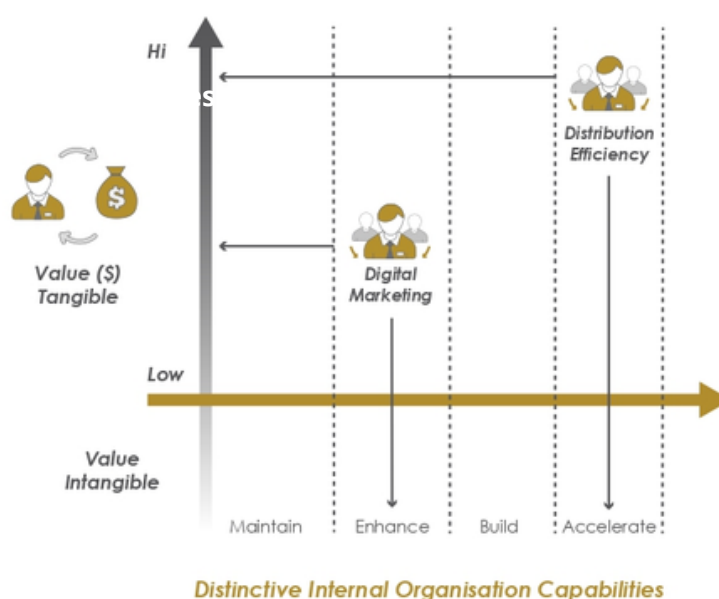 Hi
Distribution
Efficiency
Value ($)
Tangible
Digital
Marketing
Low
Value
Intangible
Maintain
Enhance
Build
Accelerate
Distinctive Internal Organisation Capabilities